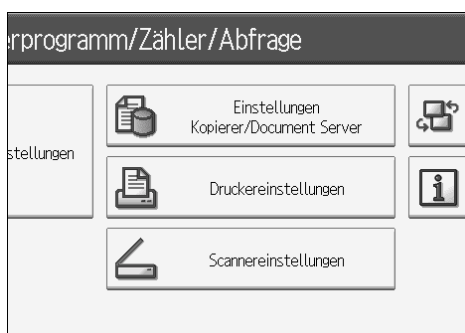 erprogramm/Zähler/Abfrage
Einstellungen
Kopierer/Document Server
stellungen
Druckereinstellungen
Scannereinstellungen